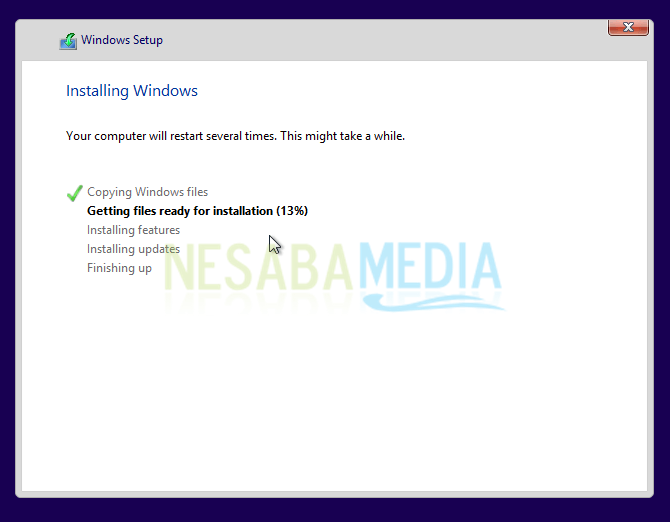 Windows Setup
Installing Windows
Your computer will restart several times. This might take a while.
Copying Windows files
Getting files ready for installation (13%)
Installing features
Installing updates
Finishing up
NESABAMEDIA